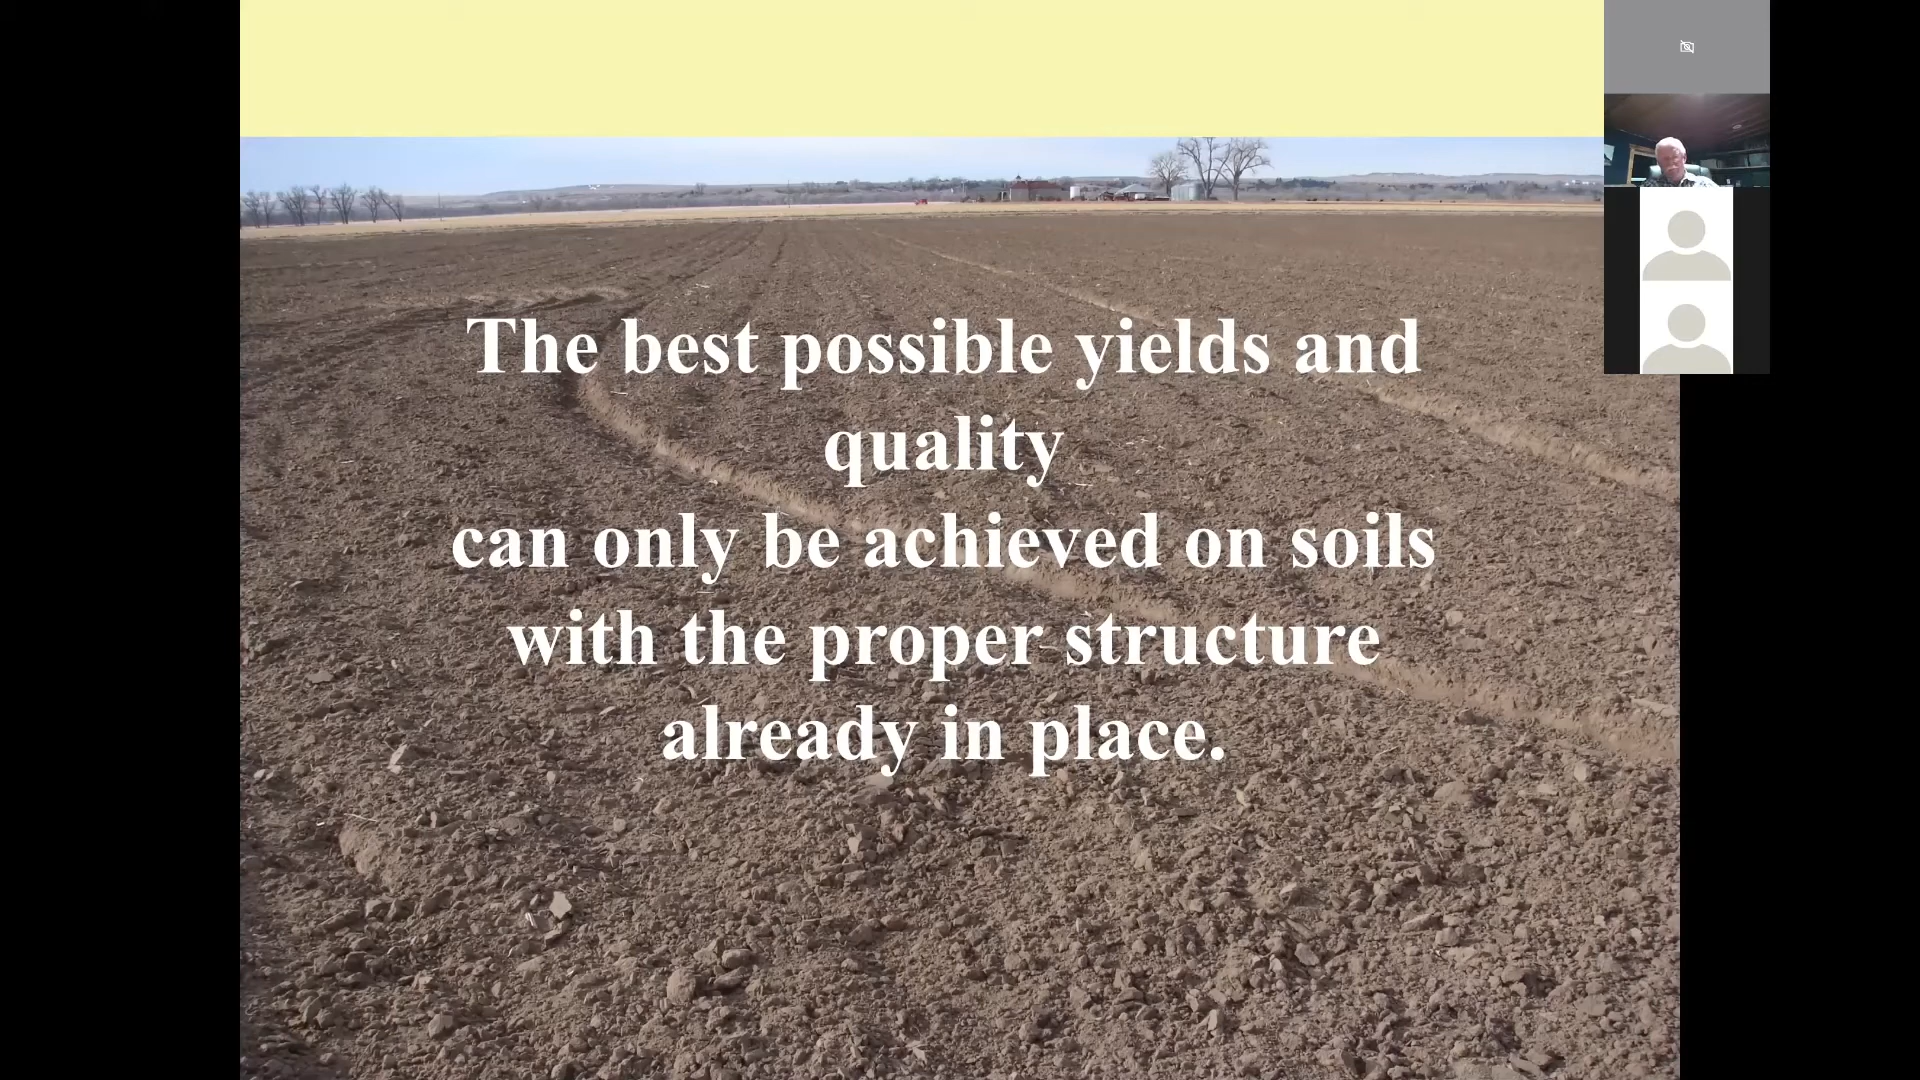 The best possible yields and
quality
can only be achieved on soils
with the proper structure
already in place.